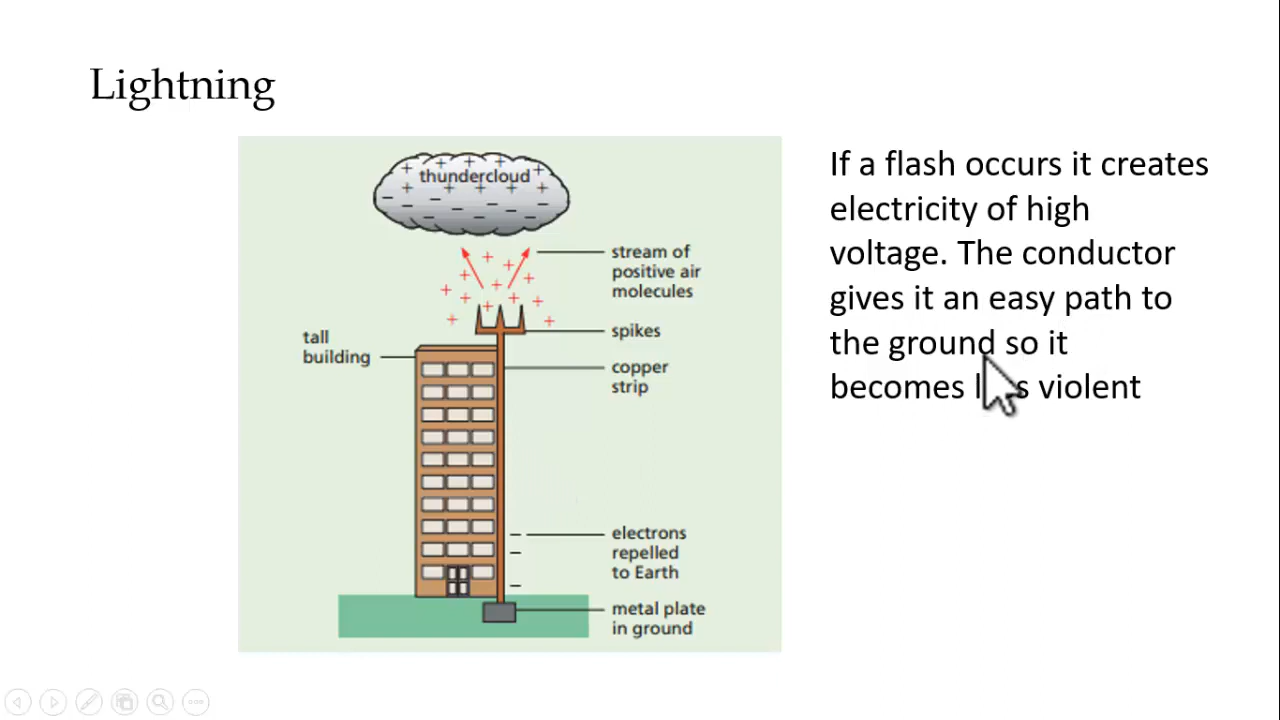 Lightning
thundercloud
If a flash occurs it creates
electricity of high
voltage. The conductor
gives it an easy path to
the ground so it
becomes violent
stream of
positive air
molecules
spikes
tall
building
copper
strip
electrons
repelled
to Earth
metal plate
in ground